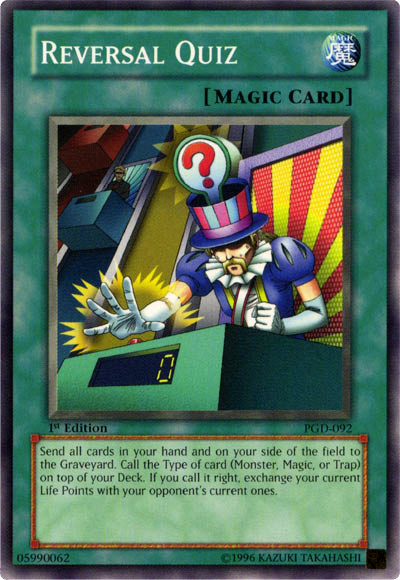 REVERSAL QUIZ
MAGIC
魔
[MAGIC CARD]
?
0
1st Edition
PGD-092
Send all cards in your hand and on your side of the field to
the Graveyard. Call the Type of card (Monster, Magic, or Trap)
on top of your Deck. If you call it right, exchange your current
Life Points with your opponent's current ones.
05990062
©1996 KAZUKI TAKAHASHI